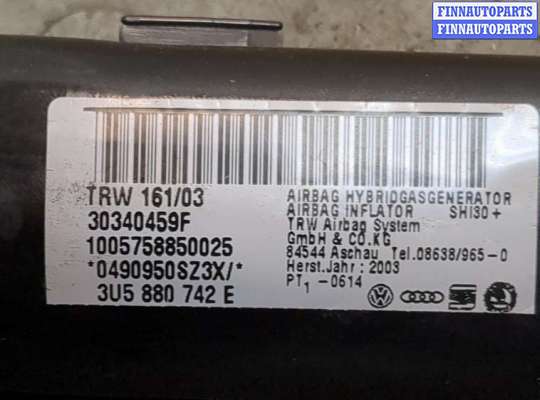 FINNAUTOPARTS
FINNAUTOPARTS
TRW 161/03
30340459F
1005758850025
*0490950SZ3X/*
3U5 880 742 E
AIRBAG HYBRIDGASGENERATOR
AIRBAG INFLATOR SHI30+
TRW Airbag System
GmbH & CO.KG
84544 Aschau Tel.08638/965-0
Herst.Jahr : 2003
PT1 -0614